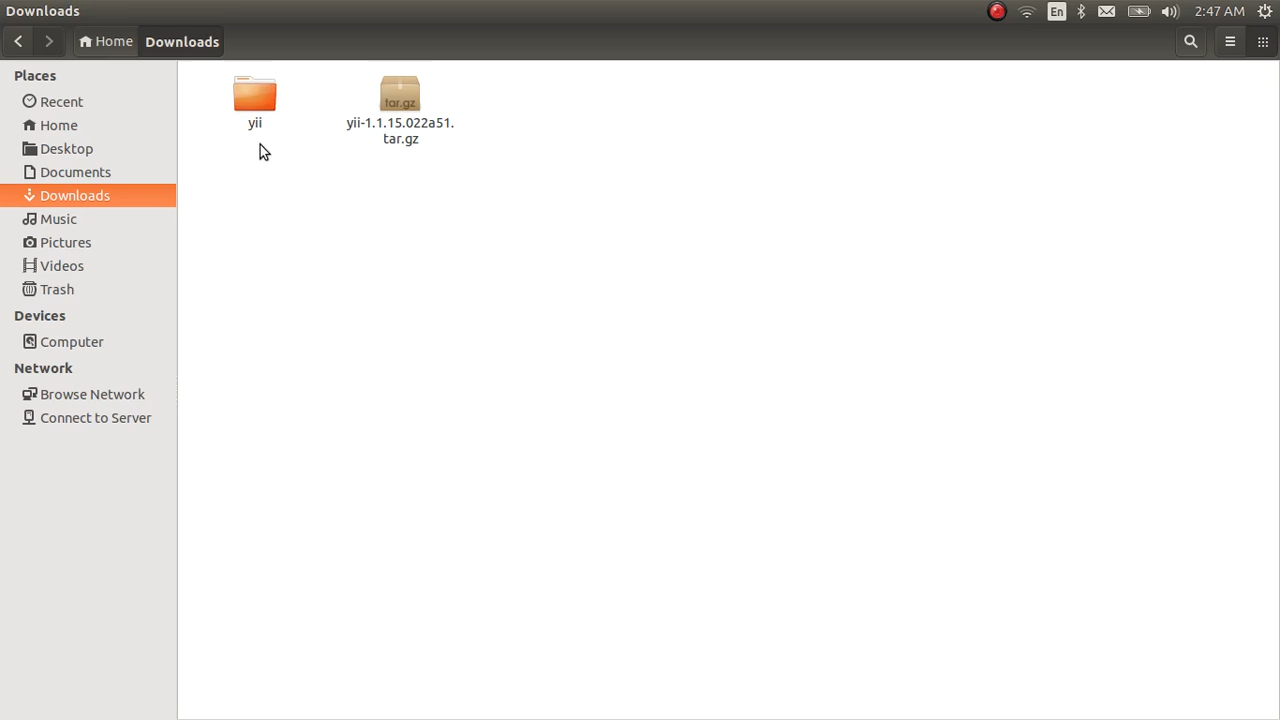 Downloads
En
2:47 AM
Home
Downloads
Places
Recent
Home
Desktop
Documents
Downloads
Music
Pictures
Videos
Trash
Devices
Computer
Network
Browse Network
Connect to Server
yii
tar.gz
yii-1.1.15.022a51.
tar.gz